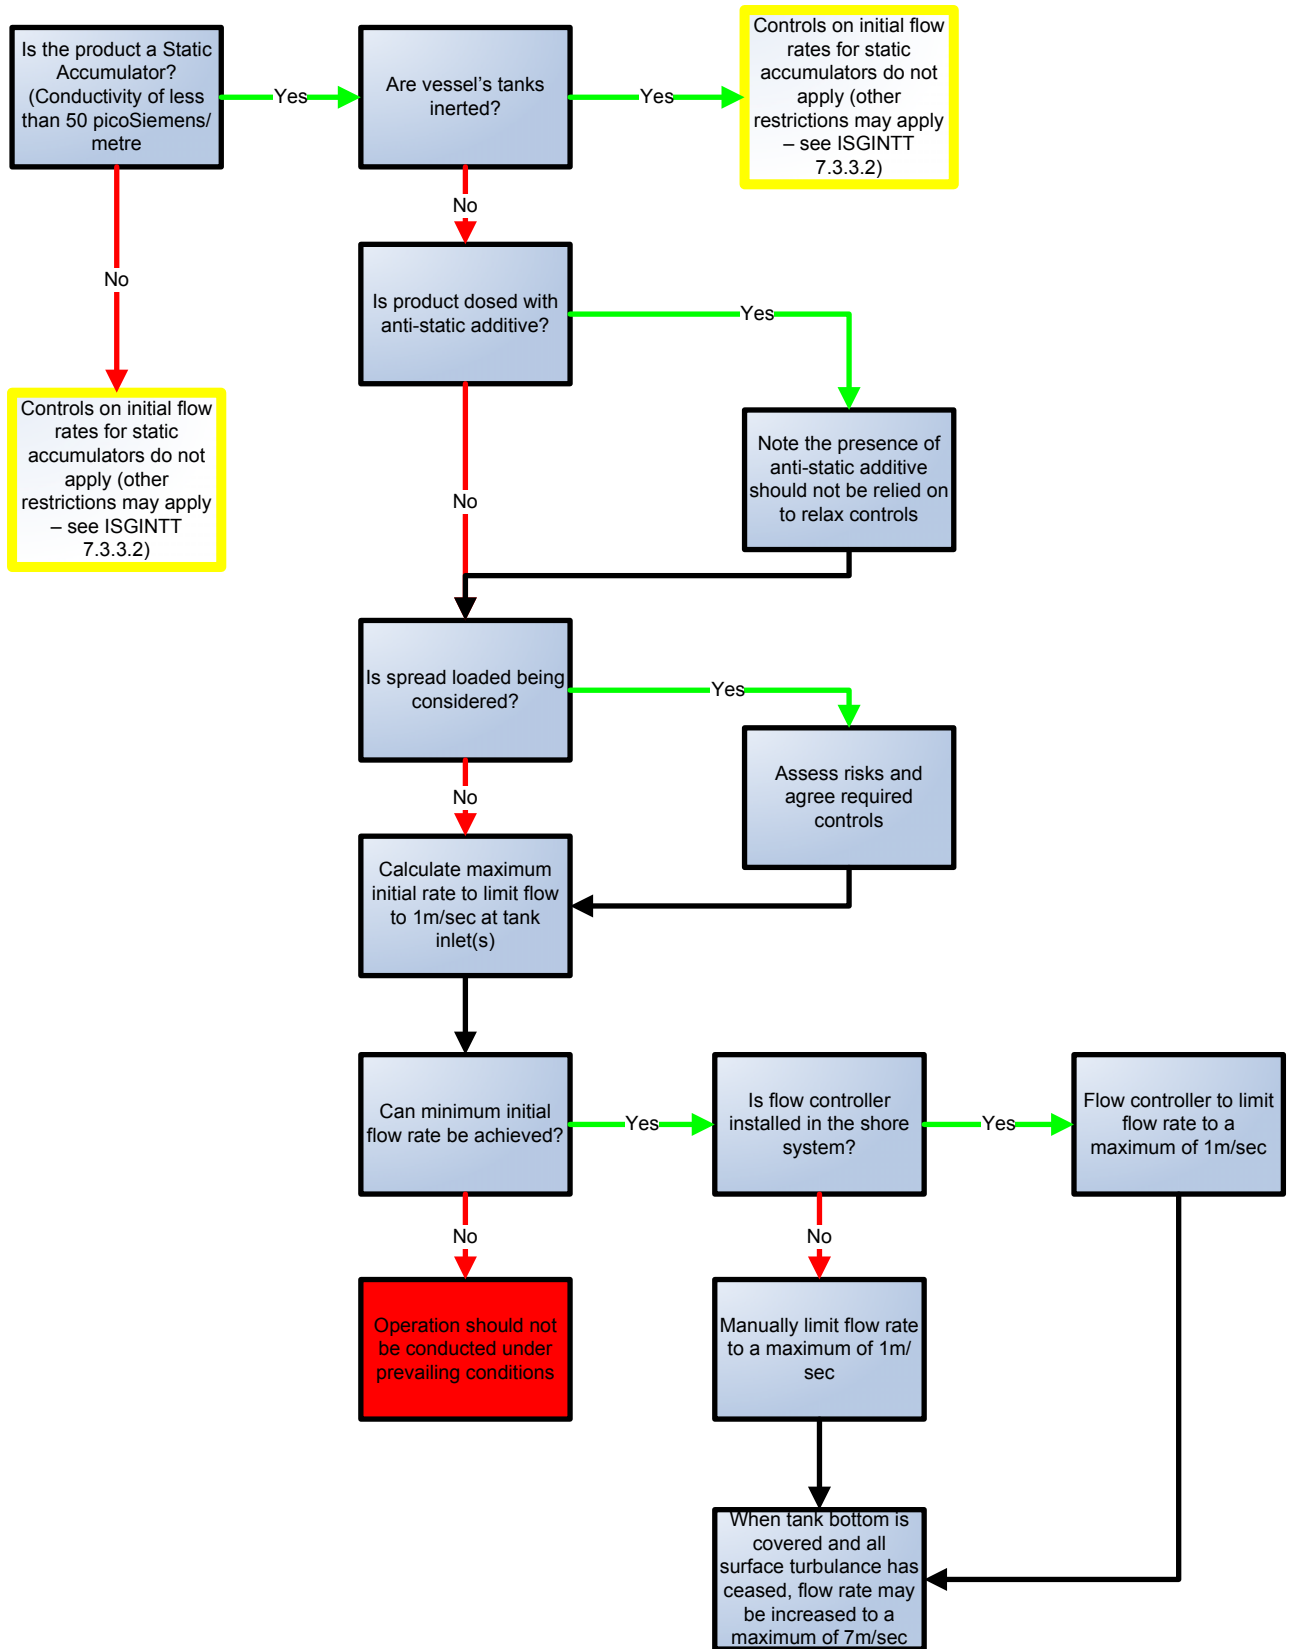 Is the product a Static
Accumulator?
(Conductivity of less
than 50 picoSiemens/
metre
Yes
Are vessel's tanks
inerted?
Yes
Controls on initial flow
rates for static
accumulators do not
apply (other
restrictions may apply
– see ISGINTT
7.3.3.2)
No
No
Controls on initial flow
rates for static
accumulators do not
apply (other
restrictions may apply
– see ISGINTT
7.3.3.2)
Is product dosed with
anti-static additive?
Yes
No
Note the presence of
anti-static additive
should not be relied on
to relax controls
Is spread loaded being
considered?
Yes
No
Assess risks and
agree required
controls
Calculate maximum
initial rate to limit flow
to 1m/sec at tank
inlet(s)
Can minimum initial
flow rate be achieved?
Yes
Is flow controller
installed in the shore
system?
Yes
Flow controller to limit
flow rate to a
maximum of 1m/sec
No
No
Operation should not
be conducted under
prevailing conditions
Manually limit flow rate
to a maximum of 1m/
sec
When tank bottom is
covered and all
surface turbulance has
ceased, flow rate may
be increased to a
maximum of 7m/sec